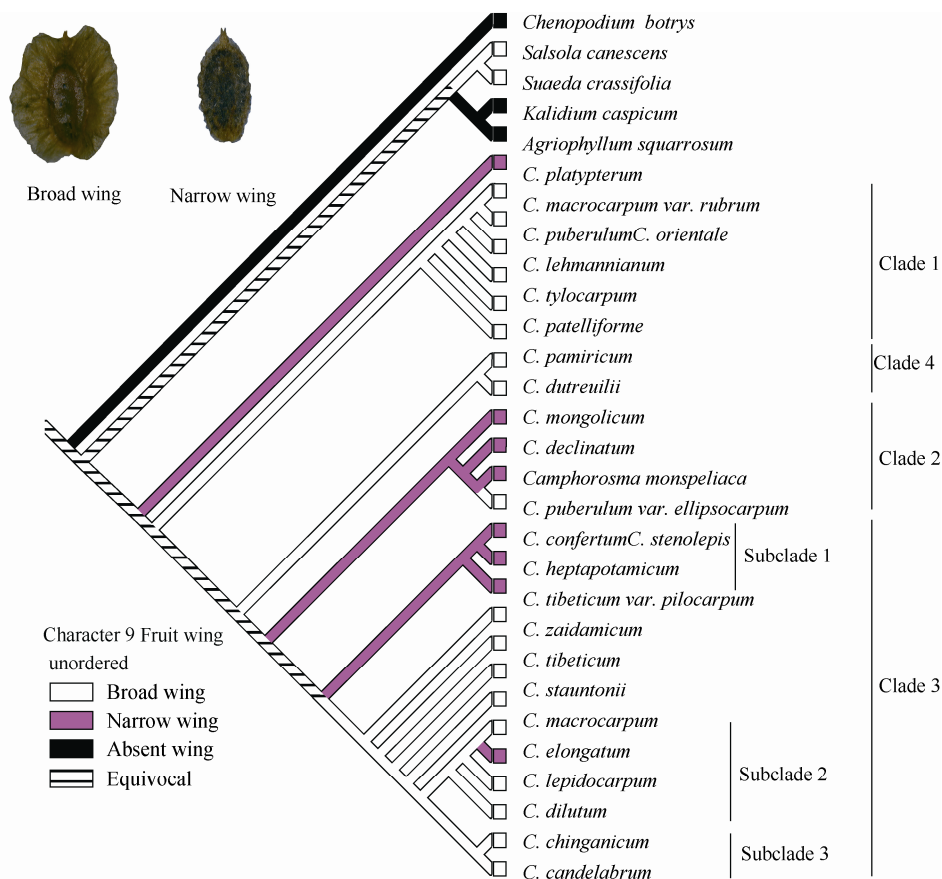 Broad wing
Narrow wing
Chenopodium botrys
Salsola canescens
Suaeda crassifolia
Kalidium caspicum
Agriophyllum squarrosum
C. platypterum
C. macrocarpum var. rubrum
C. puberulumC. orientale
C. lehmannianum
C. tylocarpum
C. patelliforme
Clade 1
C. pamiricum
C. dutreuilii
Clade 4
C. mongolicum
C. declinatum
Camphorosma monspeliaca
C. puberulum var. ellipsocarpum
Clade 2
C. confertumC. stenolepis
C. heptapotamicum
C. tibeticum var. pilocarpum
Subclade 1
C. zaidamicum
C. tibeticum
C. stauntonii
C. macrocarpum
C. elongatum
C. lepidocarpum
C. dilutum
Subclade 2
C. chinganicum
C. candelabrum
Subclade 3
Clade 3
Character 9 Fruit wing
unordered
Broad wing
Narrow wing
Absent wing
Equivocal